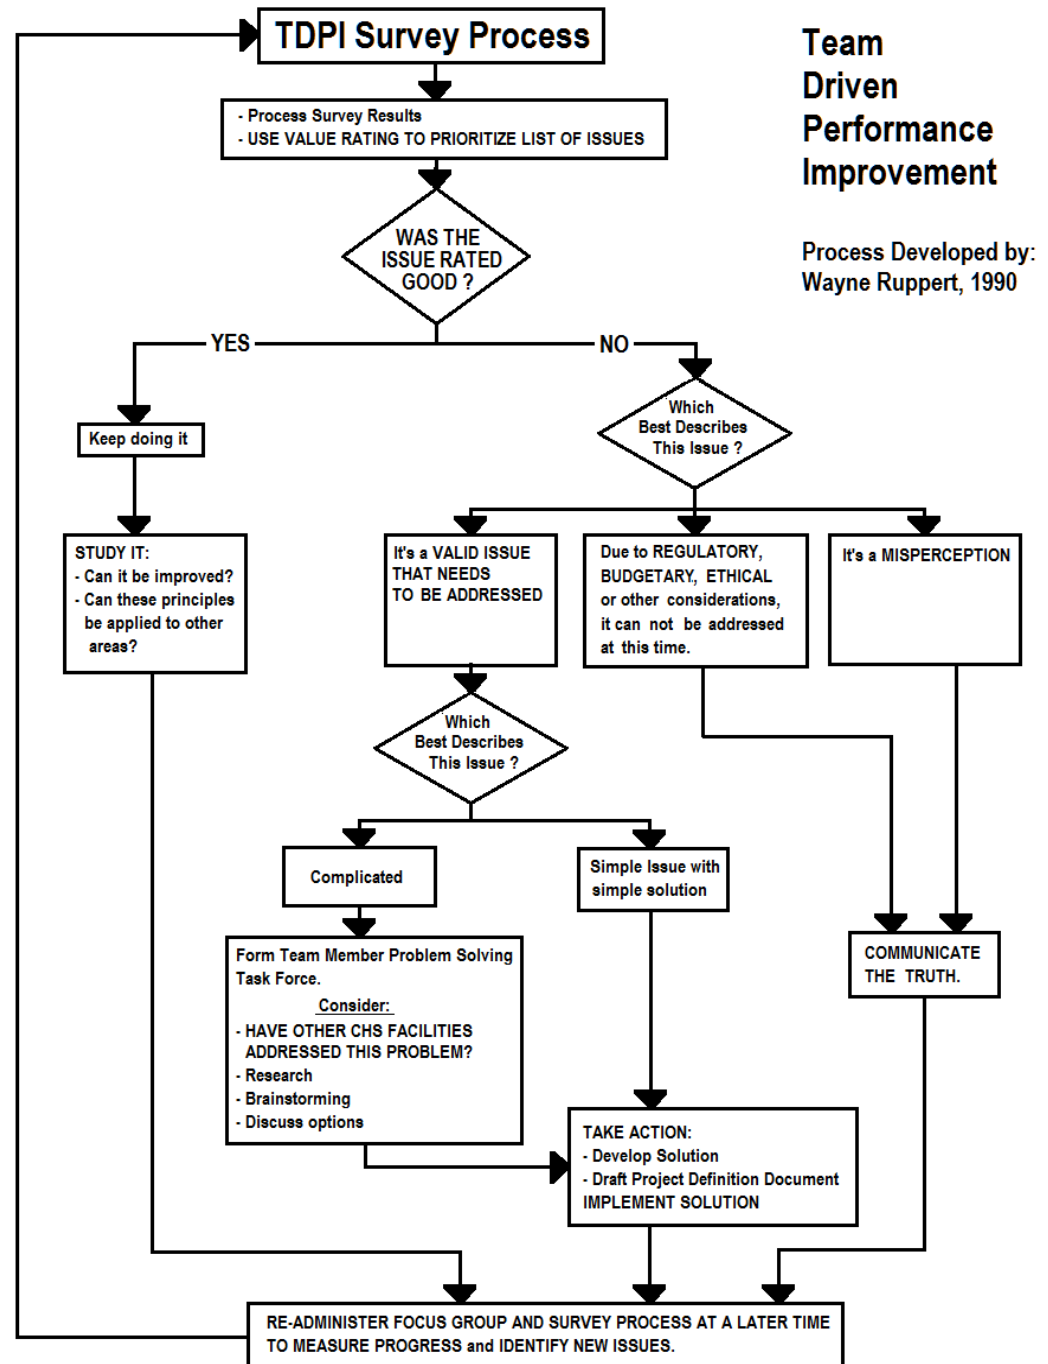 TDPI Survey Process
Team
Driven
Performance
Improvement
Process Developed by:
Wayne Ruppert, 1990
- Process Survey Results
- USE VALUE RATING TO PRIORITIZE LIST OF ISSUES
WAS THE
ISSUE RATED
GOOD ?
YES
NO
Keep doing it
Which
Best Describes
This Issue ?
STUDY IT:
- Can it be improved?
- Can these principles
be applied to other
areas?
It's a VALID ISSUE
THAT NEEDS
TO BE ADDRESSED
Due to REGULATORY,
BUDGETARY, ETHICAL
or other considerations,
it can not be addressed
at this time.
It's a MISPERCEPTION
Which
Best Describes
This Issue ?
Complicated
Simple Issue with
simple solution
Form Team Member Problem Solving
Task Force.
Consider:
- HAVE OTHER CHS FACILITIES
ADDRESSED THIS PROBLEM?
- Research
- Brainstorming
- Discuss options
COMMUNICATE
THE TRUTH.
TAKE ACTION:
- Develop Solution
- Draft Project Definition Document
IMPLEMENT SOLUTION
RE-ADMINISTER FOCUS GROUP AND SURVEY PROCESS AT A LATER TIME
TO MEASURE PROGRESS and IDENTIFY NEW ISSUES.